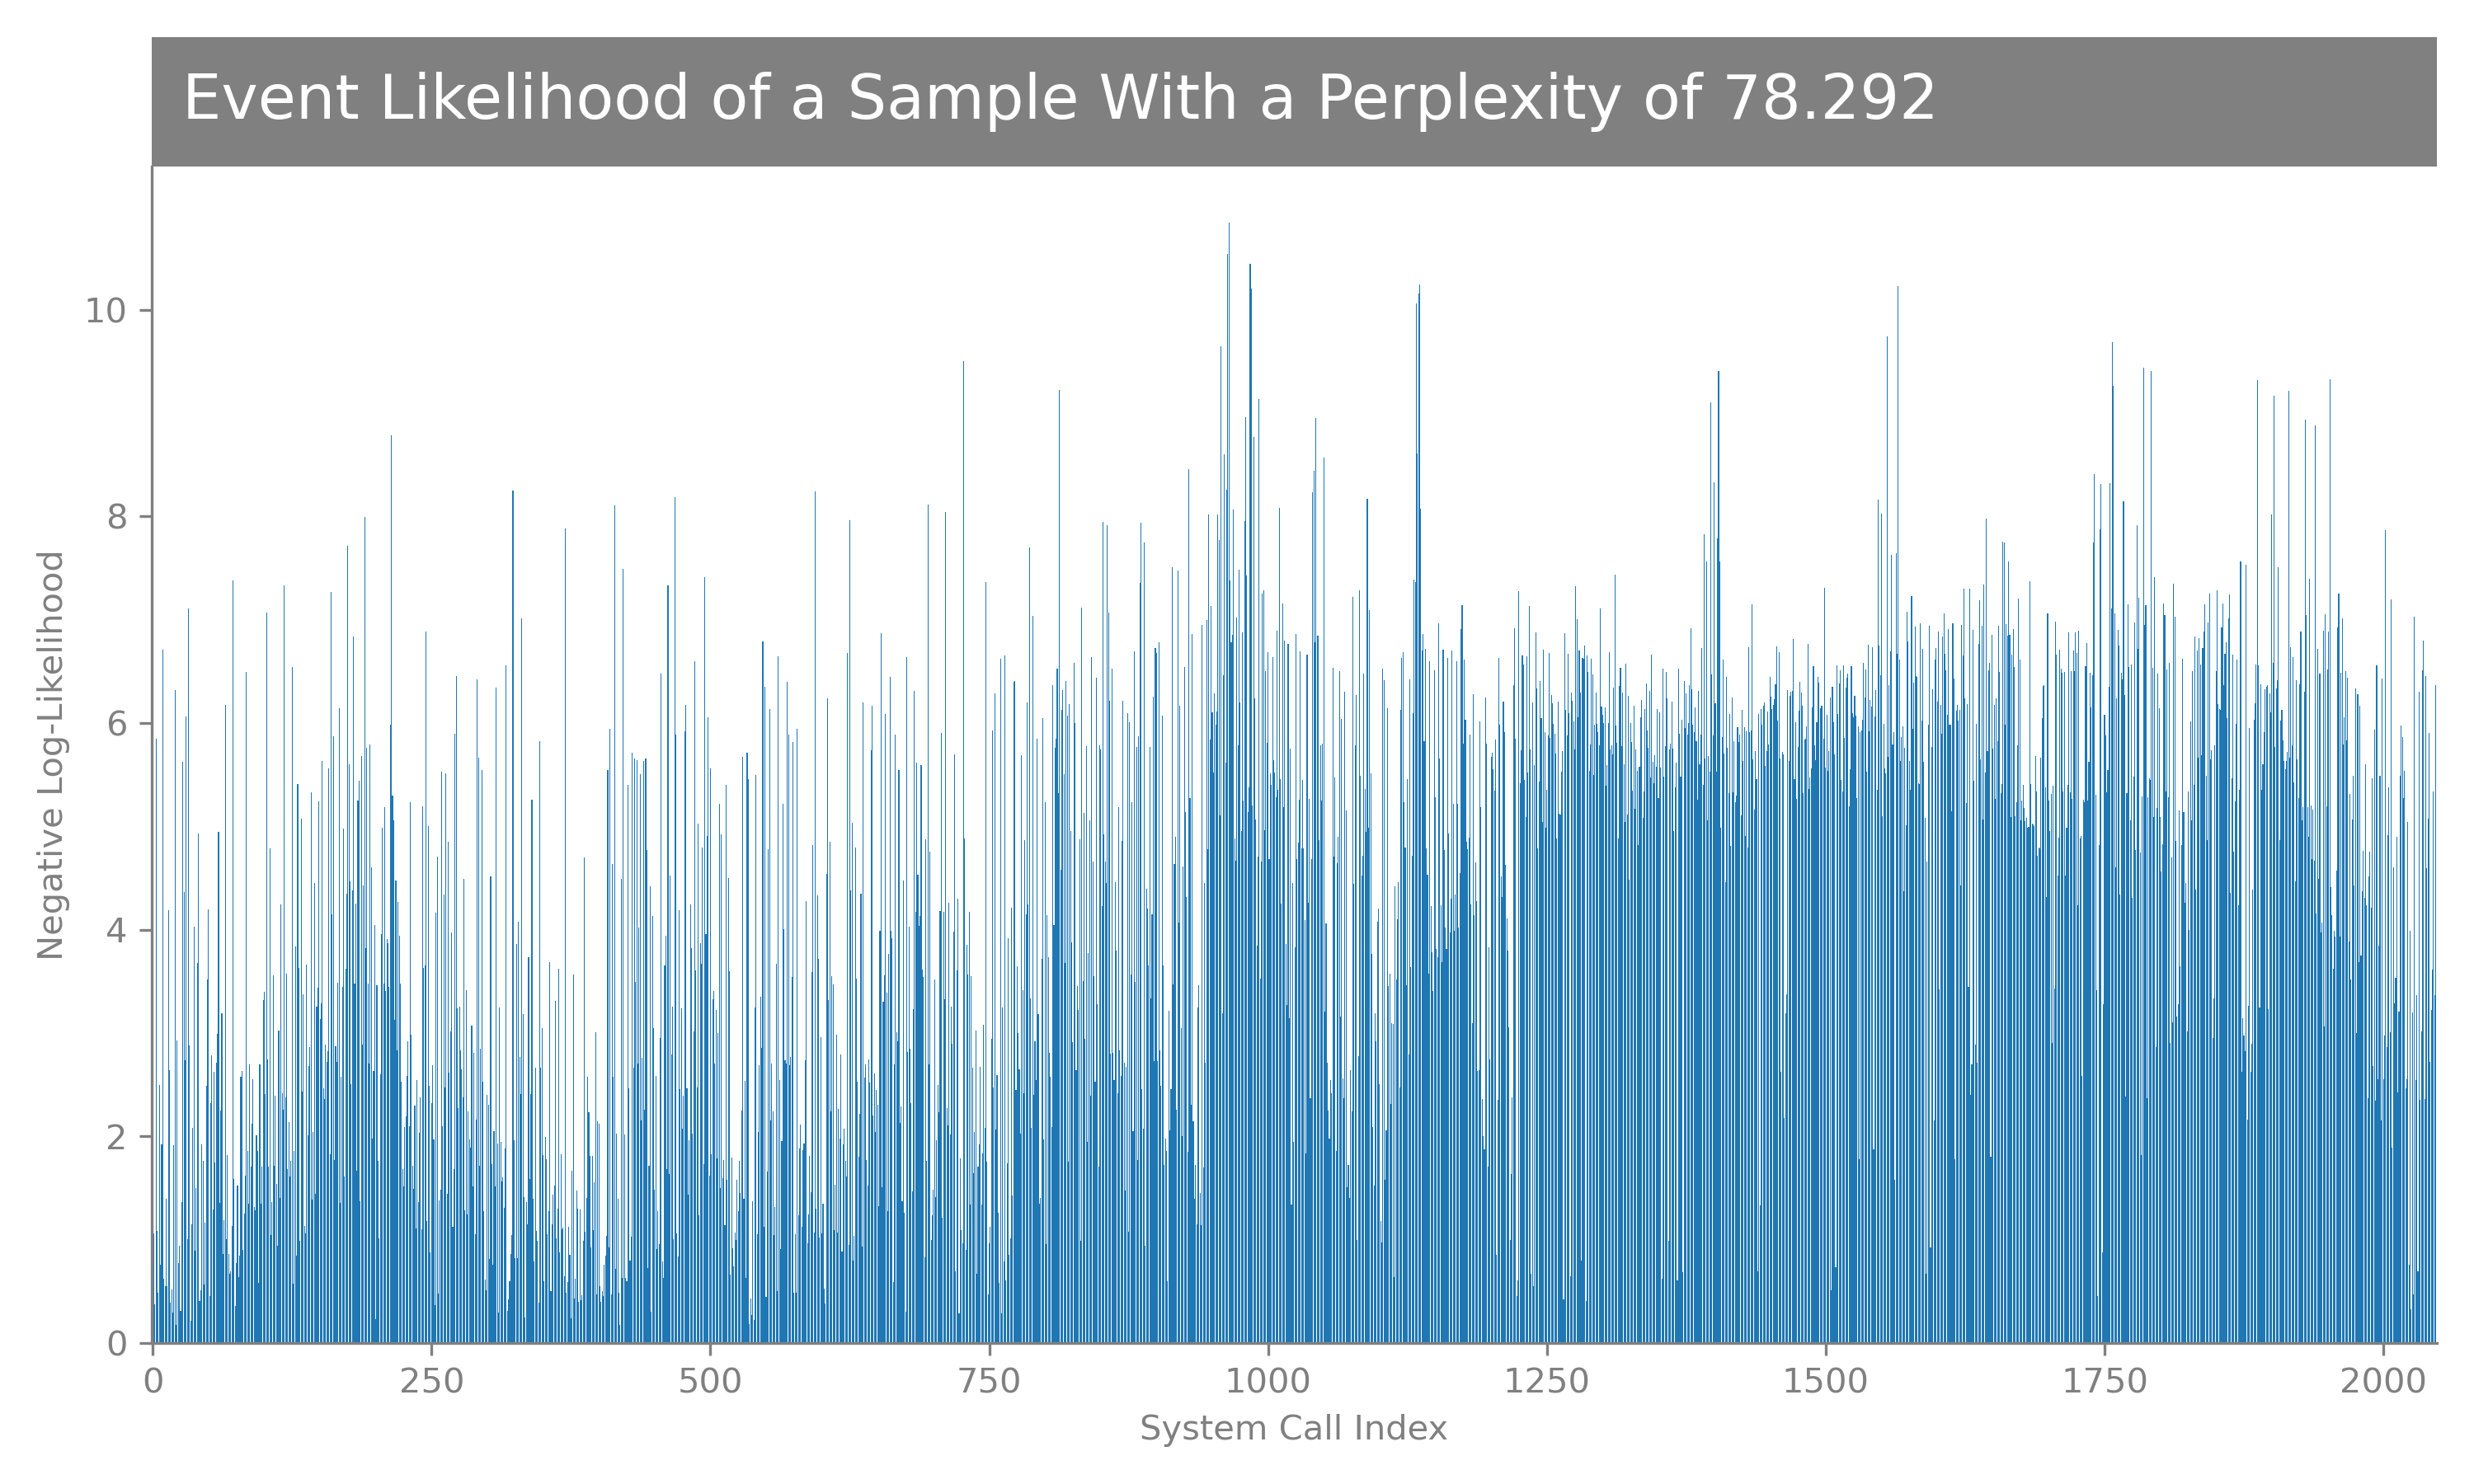 Event Likelihood of a Sample With a Perplexity of 78.292
10
8
6
4
2
0
Negative Log-Likelihood
0 250 500 750 1000 1250 1500 1750 2000
System Call Index